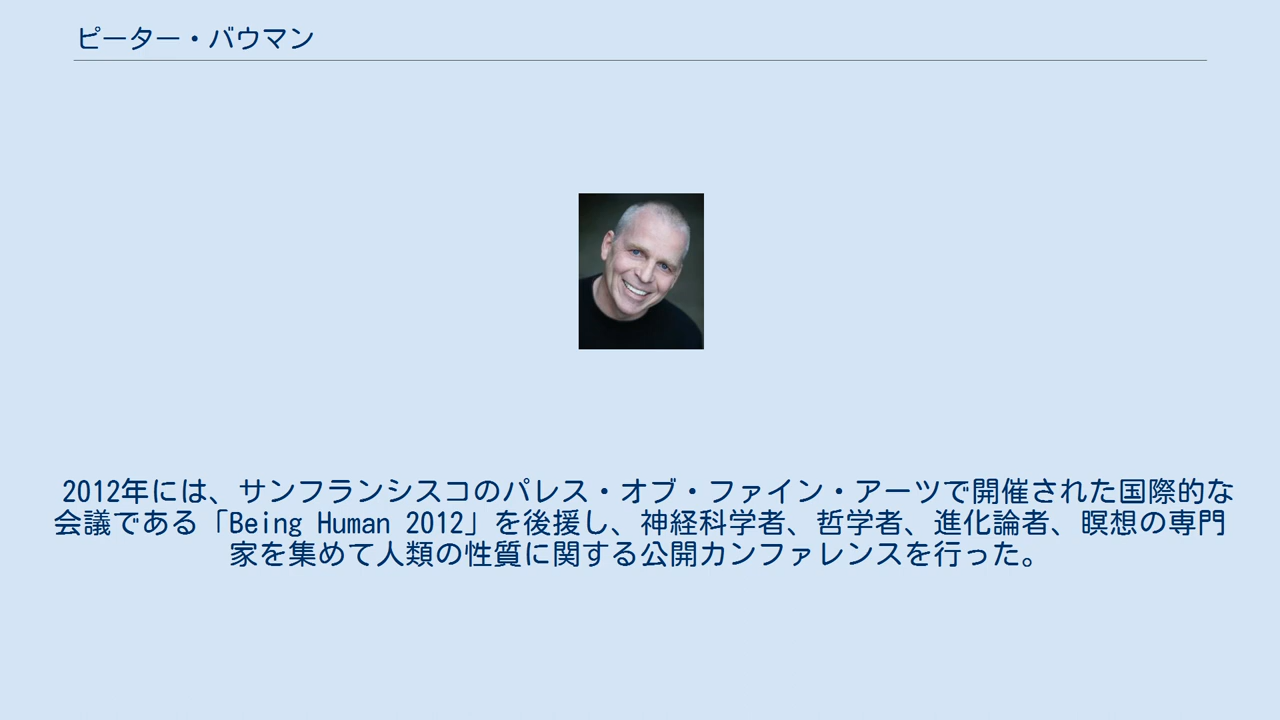 ピーター・バウマン
2012年には、サンフランシスコのパレス・オブ・ファイン・アーツで開催された国際的な
会議である「Being Human 2012」を後援し、神経科学者、哲学者、進化論者、瞑想の専門
家を集めて人類の性質に関する公開カンファレンスを行った。